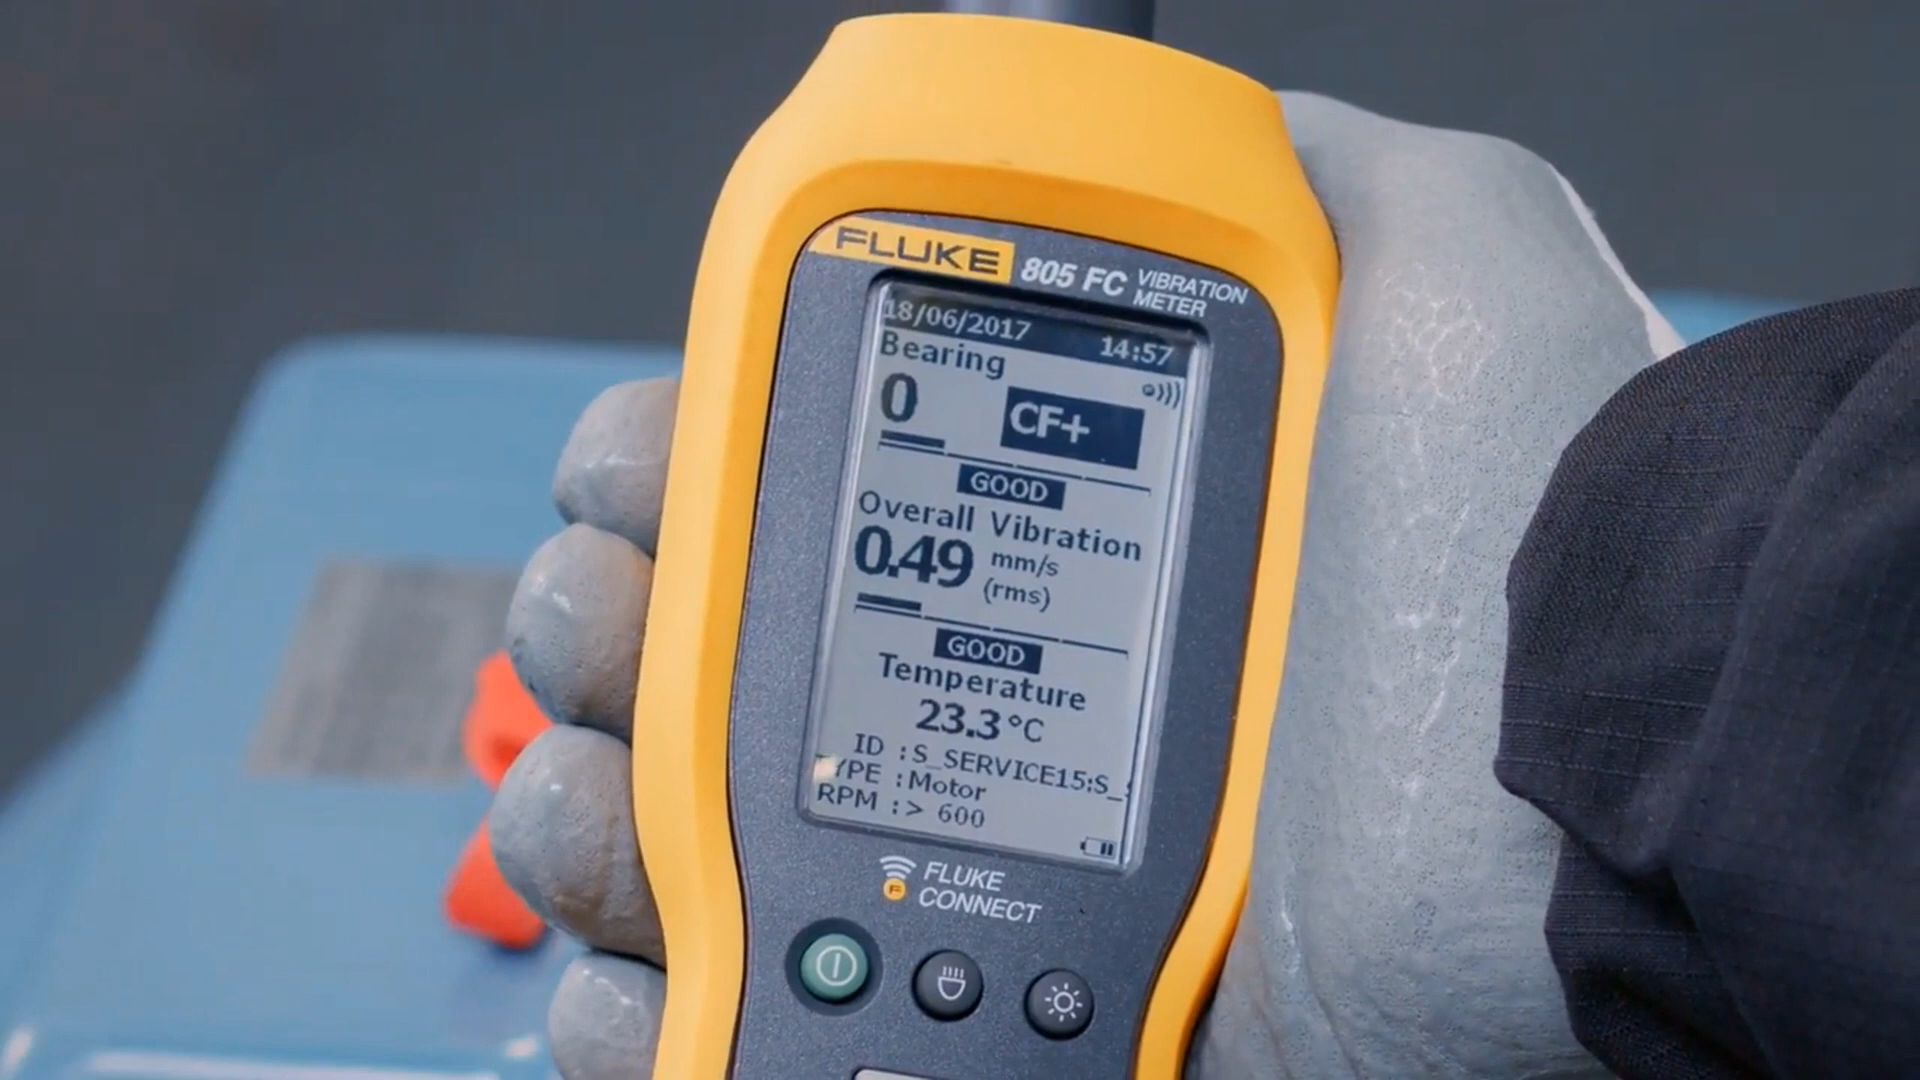 FLUKE 805 FC VIBRATION METER
18/06/2017 14:57
Bearing
0 CF+
GOOD
Overall Vibration
0.49 mm/s (rms)
GOOD
Temperature
23.3 °C
ID :S_SERVICE15:S_
YPE :Motor
RPM :> 600
FLUKE
CONNECT